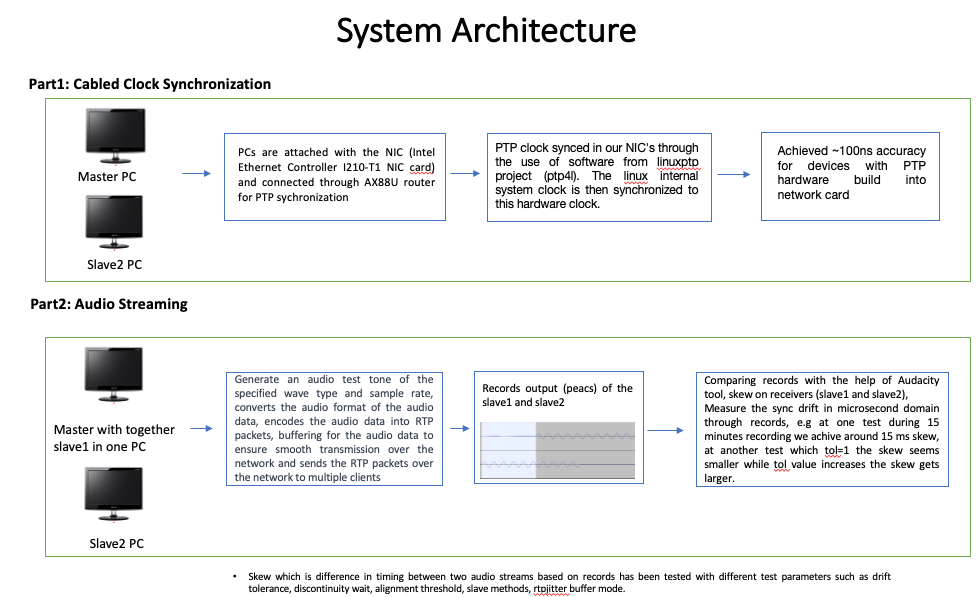 System Architecture
Part1: Cabled Clock Synchronization
Master PC
Slave2 PC
PCs are attached with the NIC (Intel
Ethernet Controller I210-T1 NIC card)
and connected through AX88U router
for PTP sychronization
PTP clock synced in our NIC's through
the use of software from linuxptp
project (ptp4l). The linux internal
system clock is then synchronized to
this hardware clock.
Achieved ~100ns accuracy
for devices with PTP
hardware build into
network card
Part2: Audio Streaming
Master with together
slave1 in one PC
Slave2 PC
Generate an audio test tone of the
specified wave type and sample rate,
converts the audio format of the audio
data, encodes the audio data into RTP
packets, buffering for the audio data to
ensure smooth transmission over the
network and sends the RTP packets over
the network to multiple clients
Records output (peacs) of the
slave1 and slave2
Comparing records with the help of Audacity
tool, skew on receivers (slave1 and slave2),
Measure the sync drift in microsecond domain
through records, e.g at one test during 15
minutes recording we achive around 15 ms skew,
at another test which tol=1 the skew seems
smaller while tol value increases the skew gets
larger.
• Skew which is difference in timing between two audio streams based on records has been tested with different test parameters such as drift
tolerance, discontinuity wait, alignment threshold, slave methods, rtpjitter buffer mode.